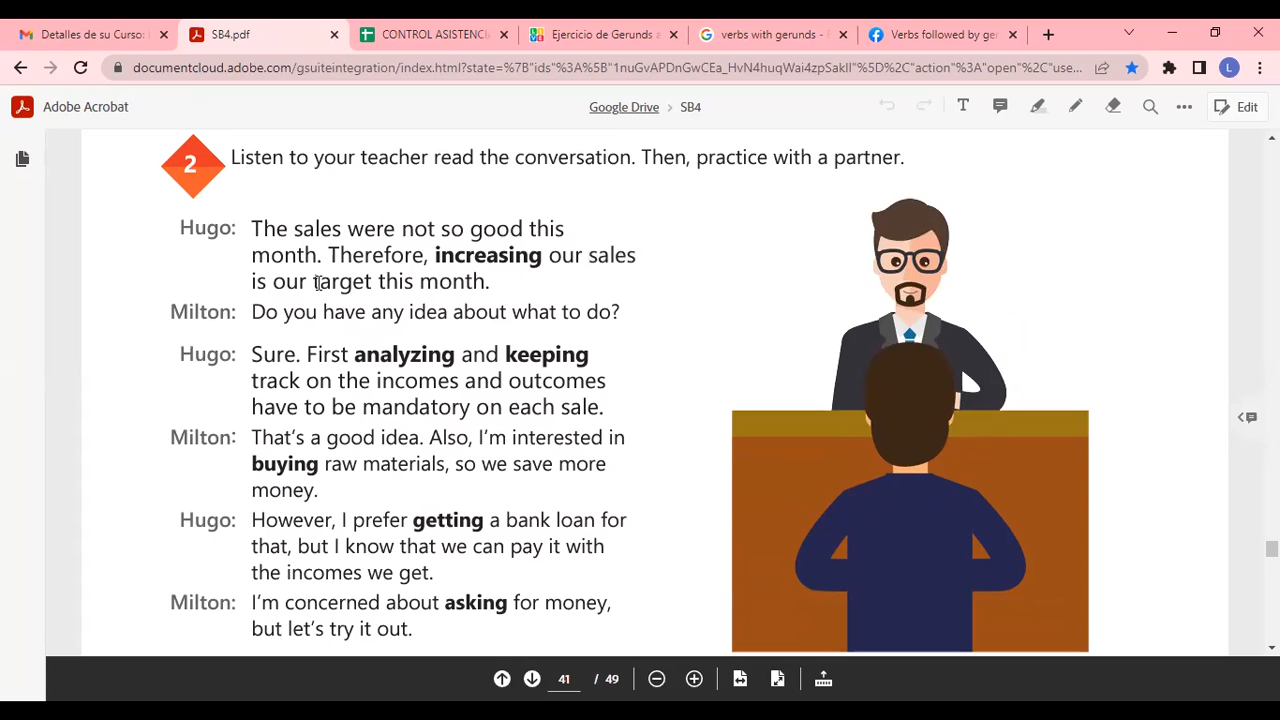 Detalles de su Curso:
SB4.pdf
CONTROL ASISTENCI
Ejercicio de Gerunds a
verbs with gerunds - E
Verbs followed by ger
documentcloud.adobe.com/gsuiteintegration/index.html?state=%7B"ids"%3A%5B"1nuGvAPDnGwCEa_HvN4huqWai4zpSakIl"%5D%2C"action"%3A"open"%2C"use...
L
Adobe Acrobat
Google Drive
SB4
Edit
2
Listen to your teacher read the conversation. Then, practice with a partner.
Hugo: The sales were not so good this
month. Therefore, increasing our sales
is our target this month.
Milton: Do you have any idea about what to do?
Hugo: Sure. First analyzing and keeping
track on the incomes and outcomes
have to be mandatory on each sale.
Milton: That's a good idea. Also, I'm interested in
buying raw materials, so we save more
money.
Hugo: However, I prefer getting a bank loan for
that, but I know that we can pay it with
the incomes we get.
Milton: I'm concerned about asking for money,
but let's try it out.
41 / 49